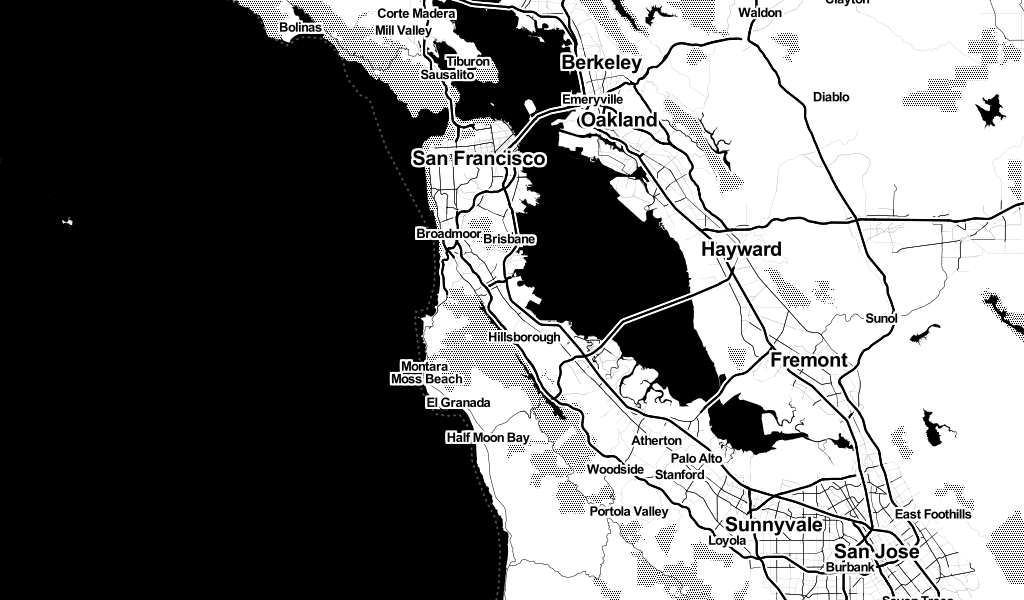 Clayton
Corte Madera
Waldon
Bolinas
Mill Valley
Tiburon
Berkeley
Sausalito
Emeryville
Diablo
Oakland
San Francisco
Broadmoor
Brisbane
Hayward
Sunol
Hillsborough
Fremont
Montara
Moss Beach
El Granada
Half Moon Bay
Atherton
Palo Alto
Woodside
Stanford
Portola Valley
East Foothills
Sunnyvale
Loyola
San Jose
Burbank
Seven Trees